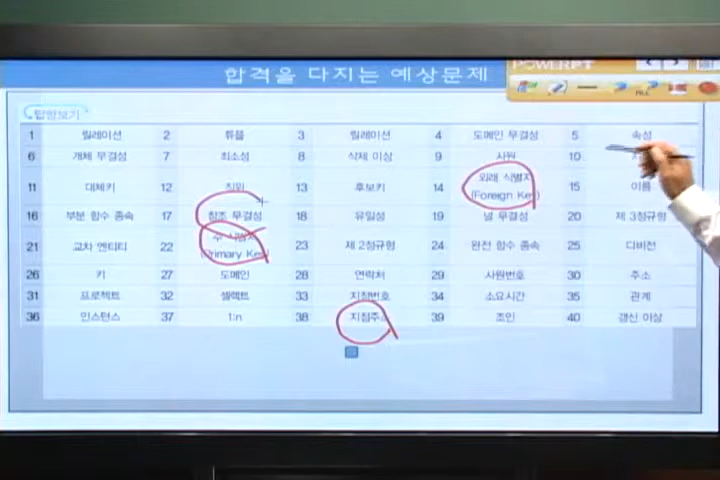 합격을 다지는 예상문제
POWERPT
답안보기
1 릴레이션 2 튜플 3 릴레이션 4 도메인 무결성 5 속성
6 개체 무결성 7 최소성 8 삭제 이상 9 사원 10
11 대체키 12 직위 13 후보키 14 외래 식별자 (Foreign Key) 15 이름
16 부분 함수 종속 17 참조 무결성 18 유일성 19 널 무결성 20 제 3정규형
21 교차 엔티티 22 주 식별자 (Primary Key) 23 제 2정규형 24 완전 함수 종속 25 디비전
26 키 27 도메인 28 연락처 29 사원번호 30 주소
31 프로젝트 32 셀렉트 33 지점번호 34 소요시간 35 관계
36 인스턴스 37 1:n 38 지점주소 39 조인 40 갱신 이상